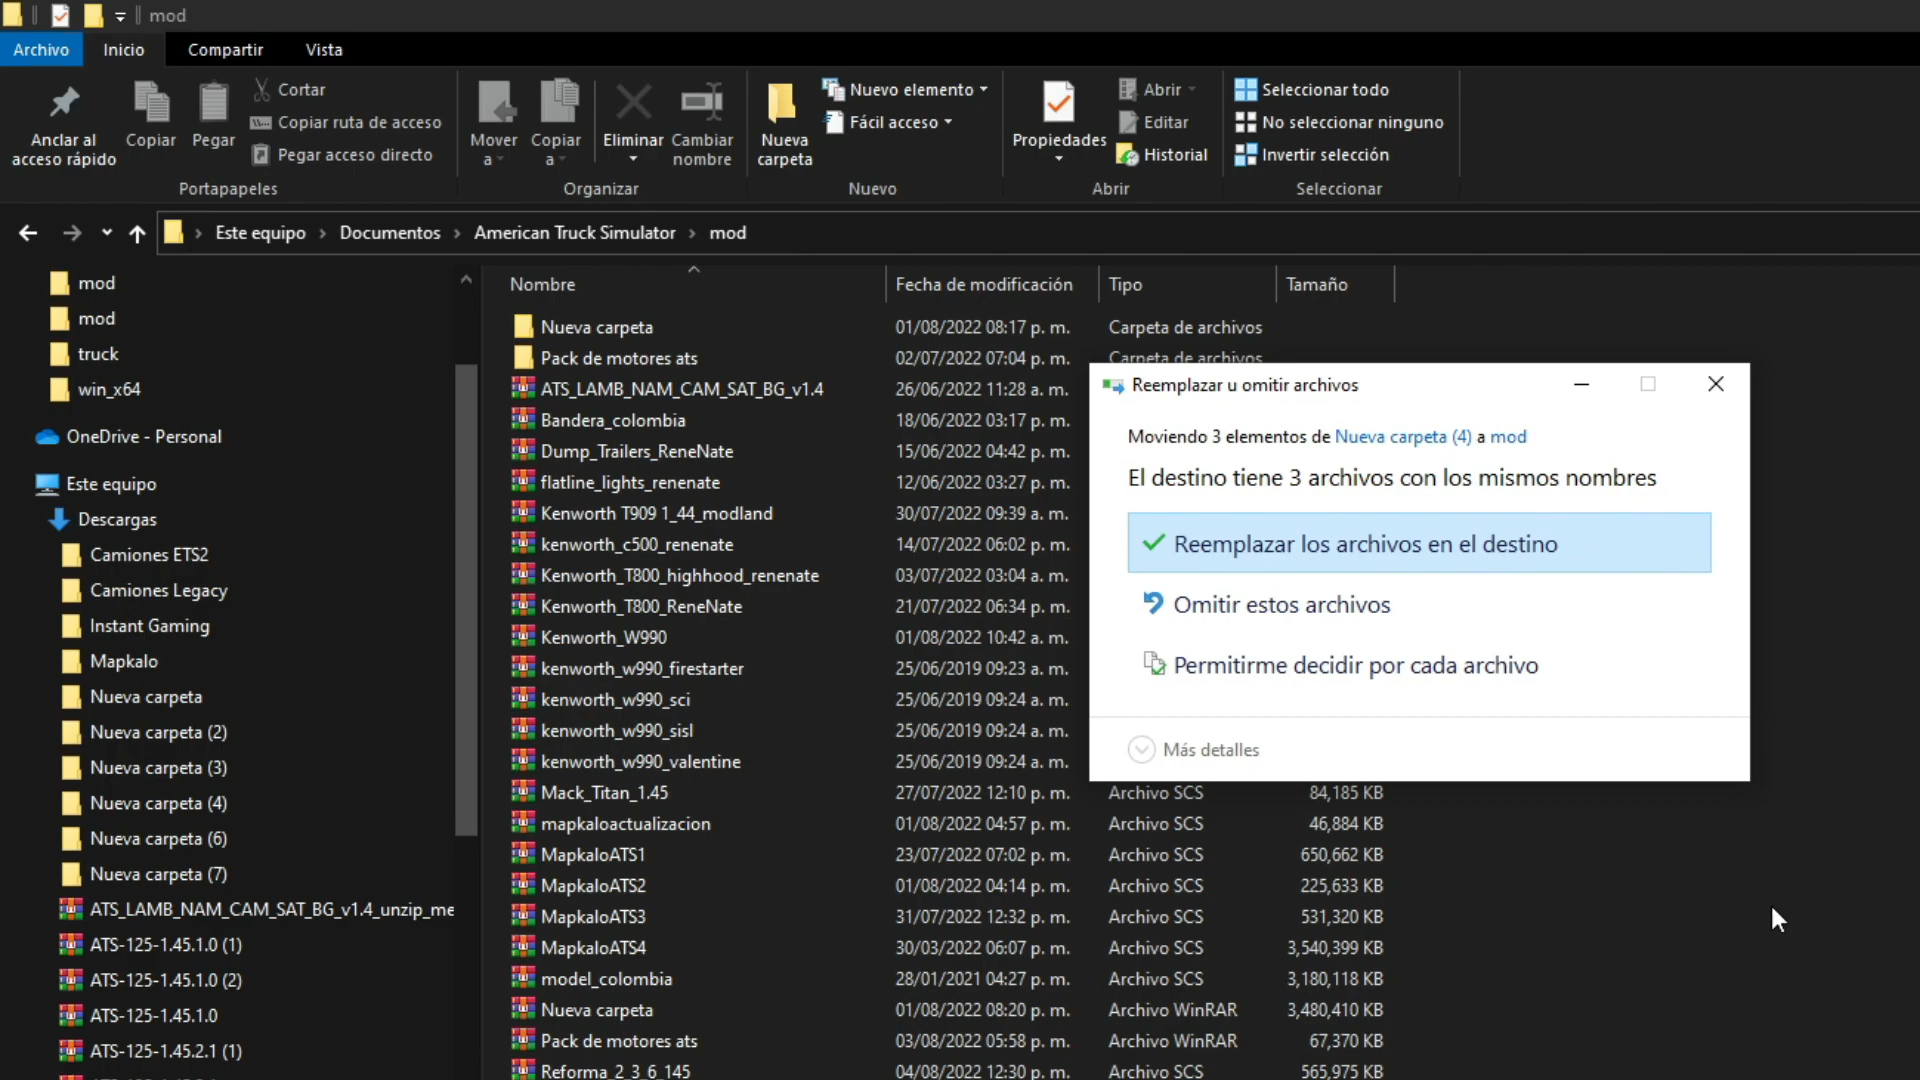 mod
Archivo Inicio Compartir Vista
Anclar al acceso rápido
Copiar
Pegar
Cortar
Copiar ruta de acceso
Pegar acceso directo
Portapapeles
Mover a
Copiar a
Eliminar
Cambiar nombre
Organizar
Nueva carpeta
Nuevo elemento
Fácil acceso
Nuevo
Propiedades
Abrir
Editar
Historial
Abrir
Seleccionar todo
No seleccionar ninguno
Invertir selección
Seleccionar
Este equipo › Documentos › American Truck Simulator › mod
mod
mod
truck
win_x64
OneDrive - Personal
Este equipo
Descargas
Camiones ETS2
Camiones Legacy
Instant Gaming
Mapkalo
Nueva carpeta
Nueva carpeta (2)
Nueva carpeta (3)
Nueva carpeta (4)
Nueva carpeta (6)
Nueva carpeta (7)
ATS_LAMB_NAM_CAM_SAT_BG_v1.4_unzip_me
ATS-125-1.45.1.0 (1)
ATS-125-1.45.1.0 (2)
ATS-125-1.45.1.0
ATS-125-1.45.2.1 (1)
Nombre Fecha de modificación Tipo Tamaño
Nueva carpeta 01/08/2022 08:17 p. m. Carpeta de archivos
Pack de motores ats 02/07/2022 07:04 p. m. Carpeta de archivos
ATS_LAMB_NAM_CAM_SAT_BG_v1.4 26/06/2022 11:28 a. m.
Bandera_colombia 18/06/2022 03:17 p. m.
Dump_Trailers_ReneNate 15/06/2022 04:42 p. m.
flatline_lights_renenate 12/06/2022 03:27 p. m.
Kenworth T909 1_44_modland 30/07/2022 09:39 a. m.
kenworth_c500_renenate 14/07/2022 06:02 p. m.
Kenworth_T800_highhood_renenate 03/07/2022 03:04 a. m.
Kenworth_T800_ReneNate 21/07/2022 06:34 p. m.
Kenworth_W990 01/08/2022 10:42 a. m.
kenworth_w990_firestarter 25/06/2019 09:23 a. m.
kenworth_w990_sci 25/06/2019 09:24 a. m.
kenworth_w990_sisl 25/06/2019 09:24 a. m.
kenworth_w990_valentine 25/06/2019 09:24 a. m.
Mack_Titan_1.45 27/07/2022 12:10 p. m. Archivo SCS 84,185 KB
mapkaloactualizacion 01/08/2022 04:57 p. m. Archivo SCS 46,884 KB
MapkaloATS1 23/07/2022 07:02 p. m. Archivo SCS 650,662 KB
MapkaloATS2 01/08/2022 04:14 p. m. Archivo SCS 225,633 KB
MapkaloATS3 31/07/2022 12:32 p. m. Archivo SCS 531,320 KB
MapkaloATS4 30/03/2022 06:07 p. m. Archivo SCS 3,540,399 KB
model_colombia 28/01/2021 04:27 p. m. Archivo SCS 3,180,118 KB
Nueva carpeta 01/08/2022 08:20 p. m. Archivo WinRAR 3,480,410 KB
Pack de motores ats 03/08/2022 05:58 p. m. Archivo WinRAR 67,370 KB
Reforma_2_3_6_145 04/08/2022 12:30 p. m. Archivo SCS 565,975 KB
Reemplazar u omitir archivos
Moviendo 3 elementos de Nueva carpeta (4) a mod
El destino tiene 3 archivos con los mismos nombres
Reemplazar los archivos en el destino
Omitir estos archivos
Permitirme decidir por cada archivo
Más detalles